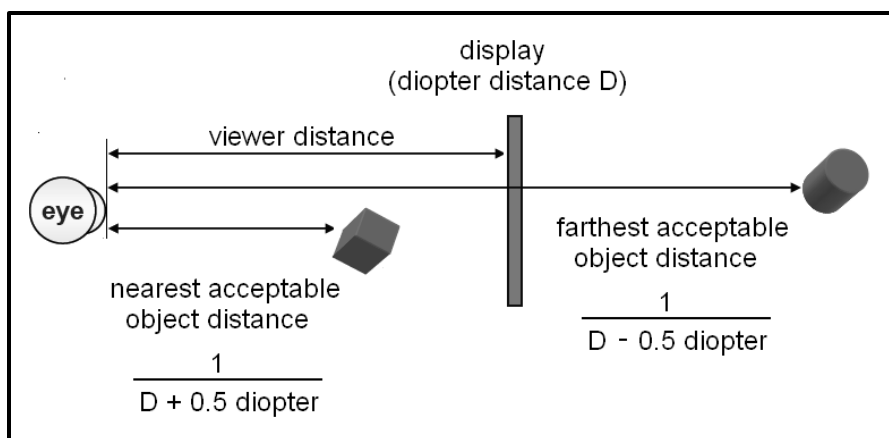 display
(diopter distance D)
viewer distance
eye
farthest acceptable
object distance
1
D - 0.5 diopter
nearest acceptable
object distance
1
D + 0.5 diopter